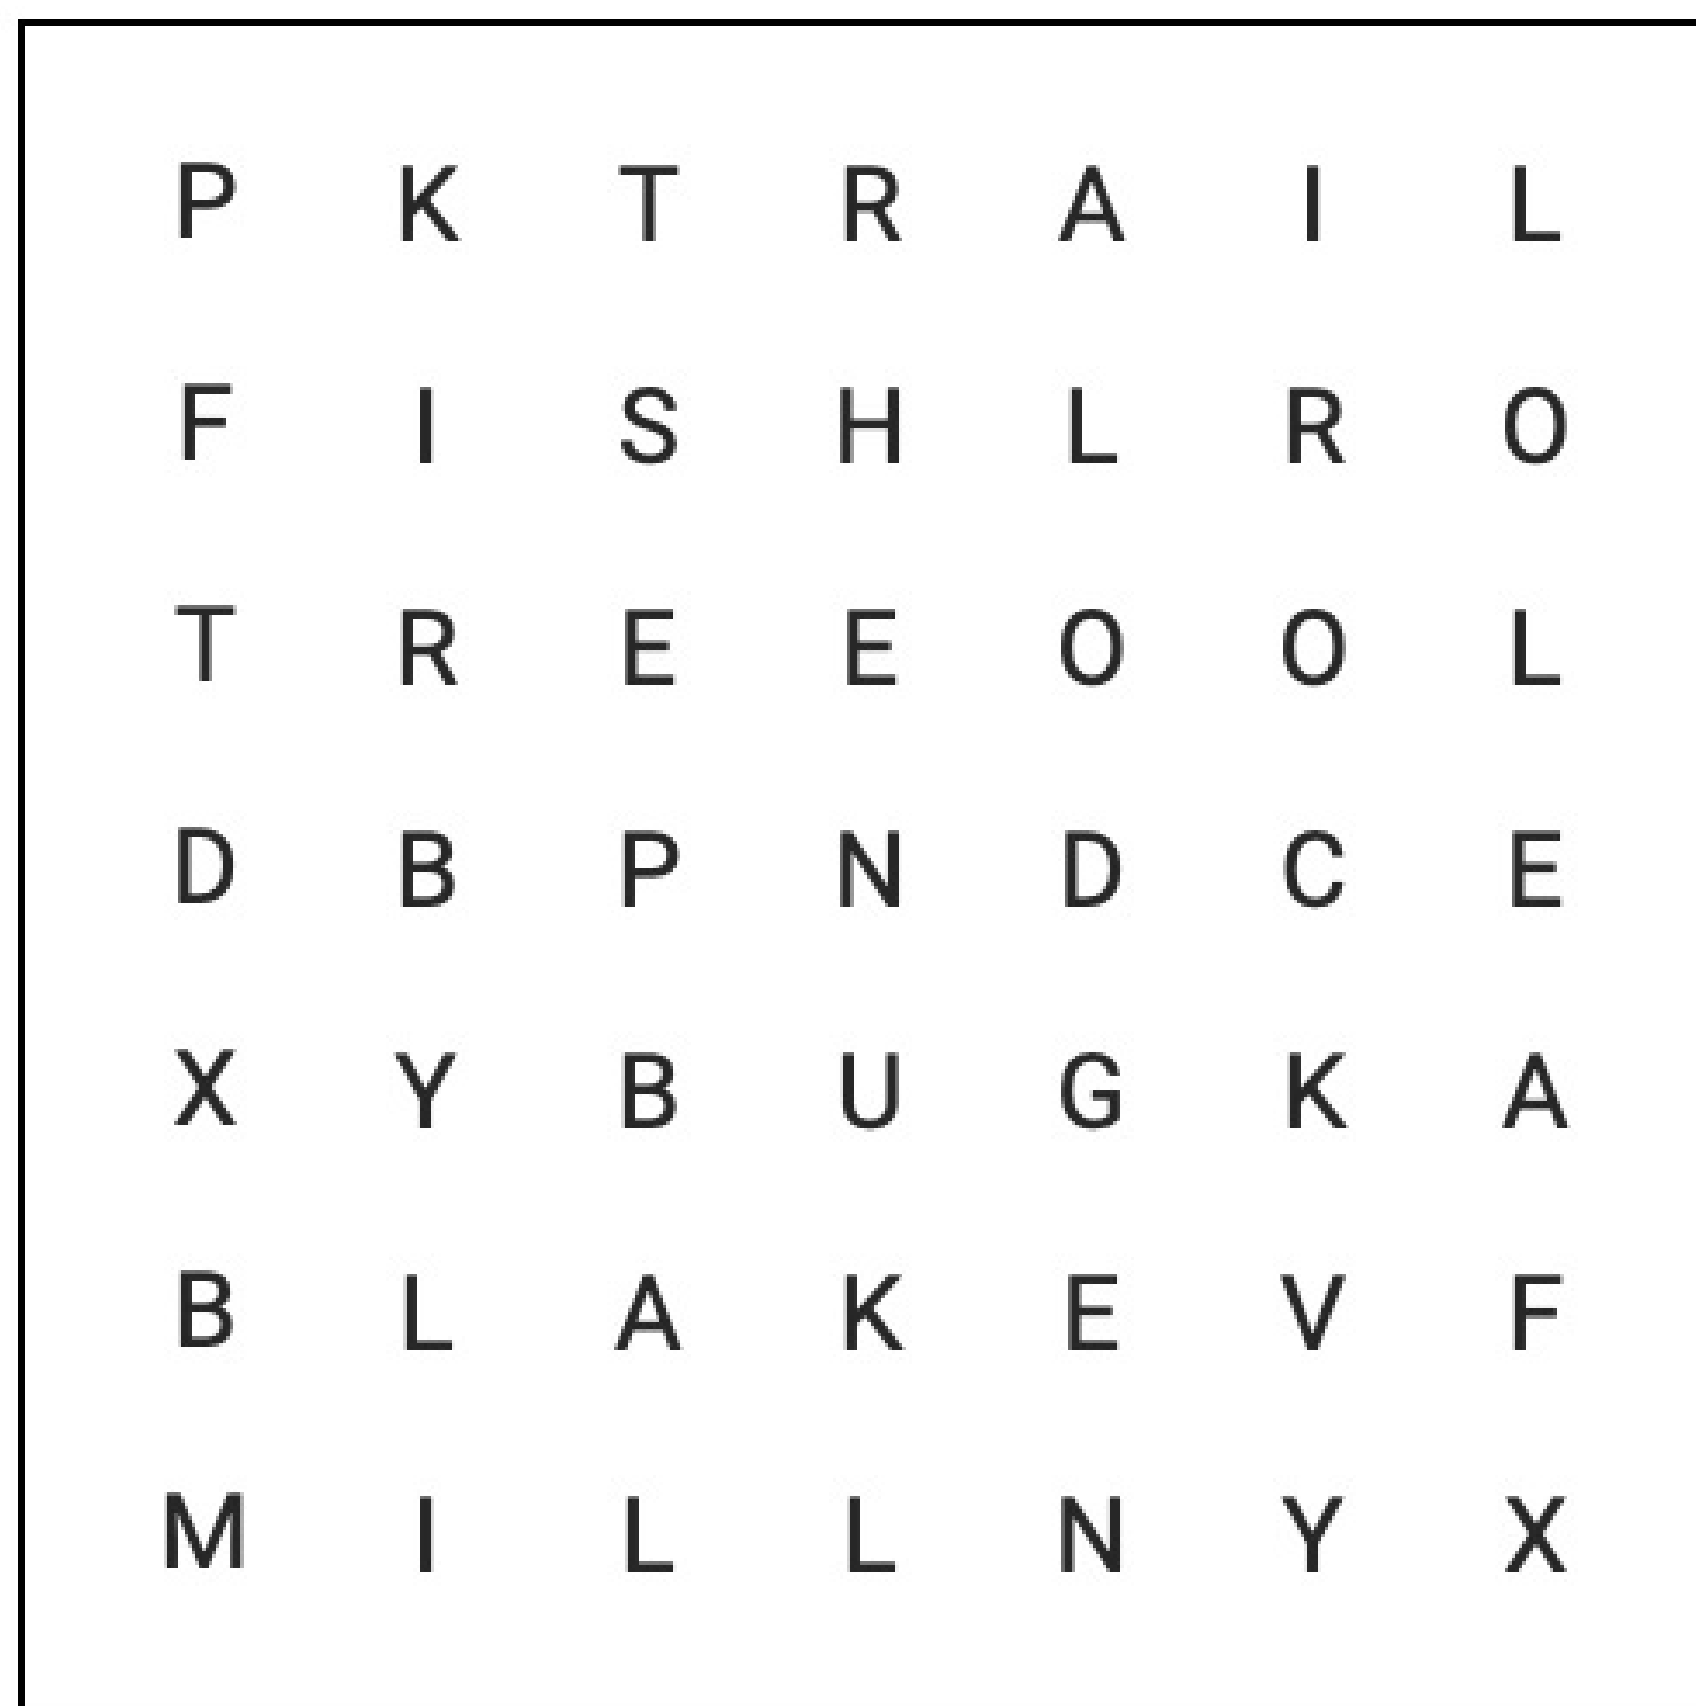 P K T R A I L
F I S H L R O
T R E E O O L
D B P N D C E
X Y B U G K A
B L A K E V F
M I L L N Y X